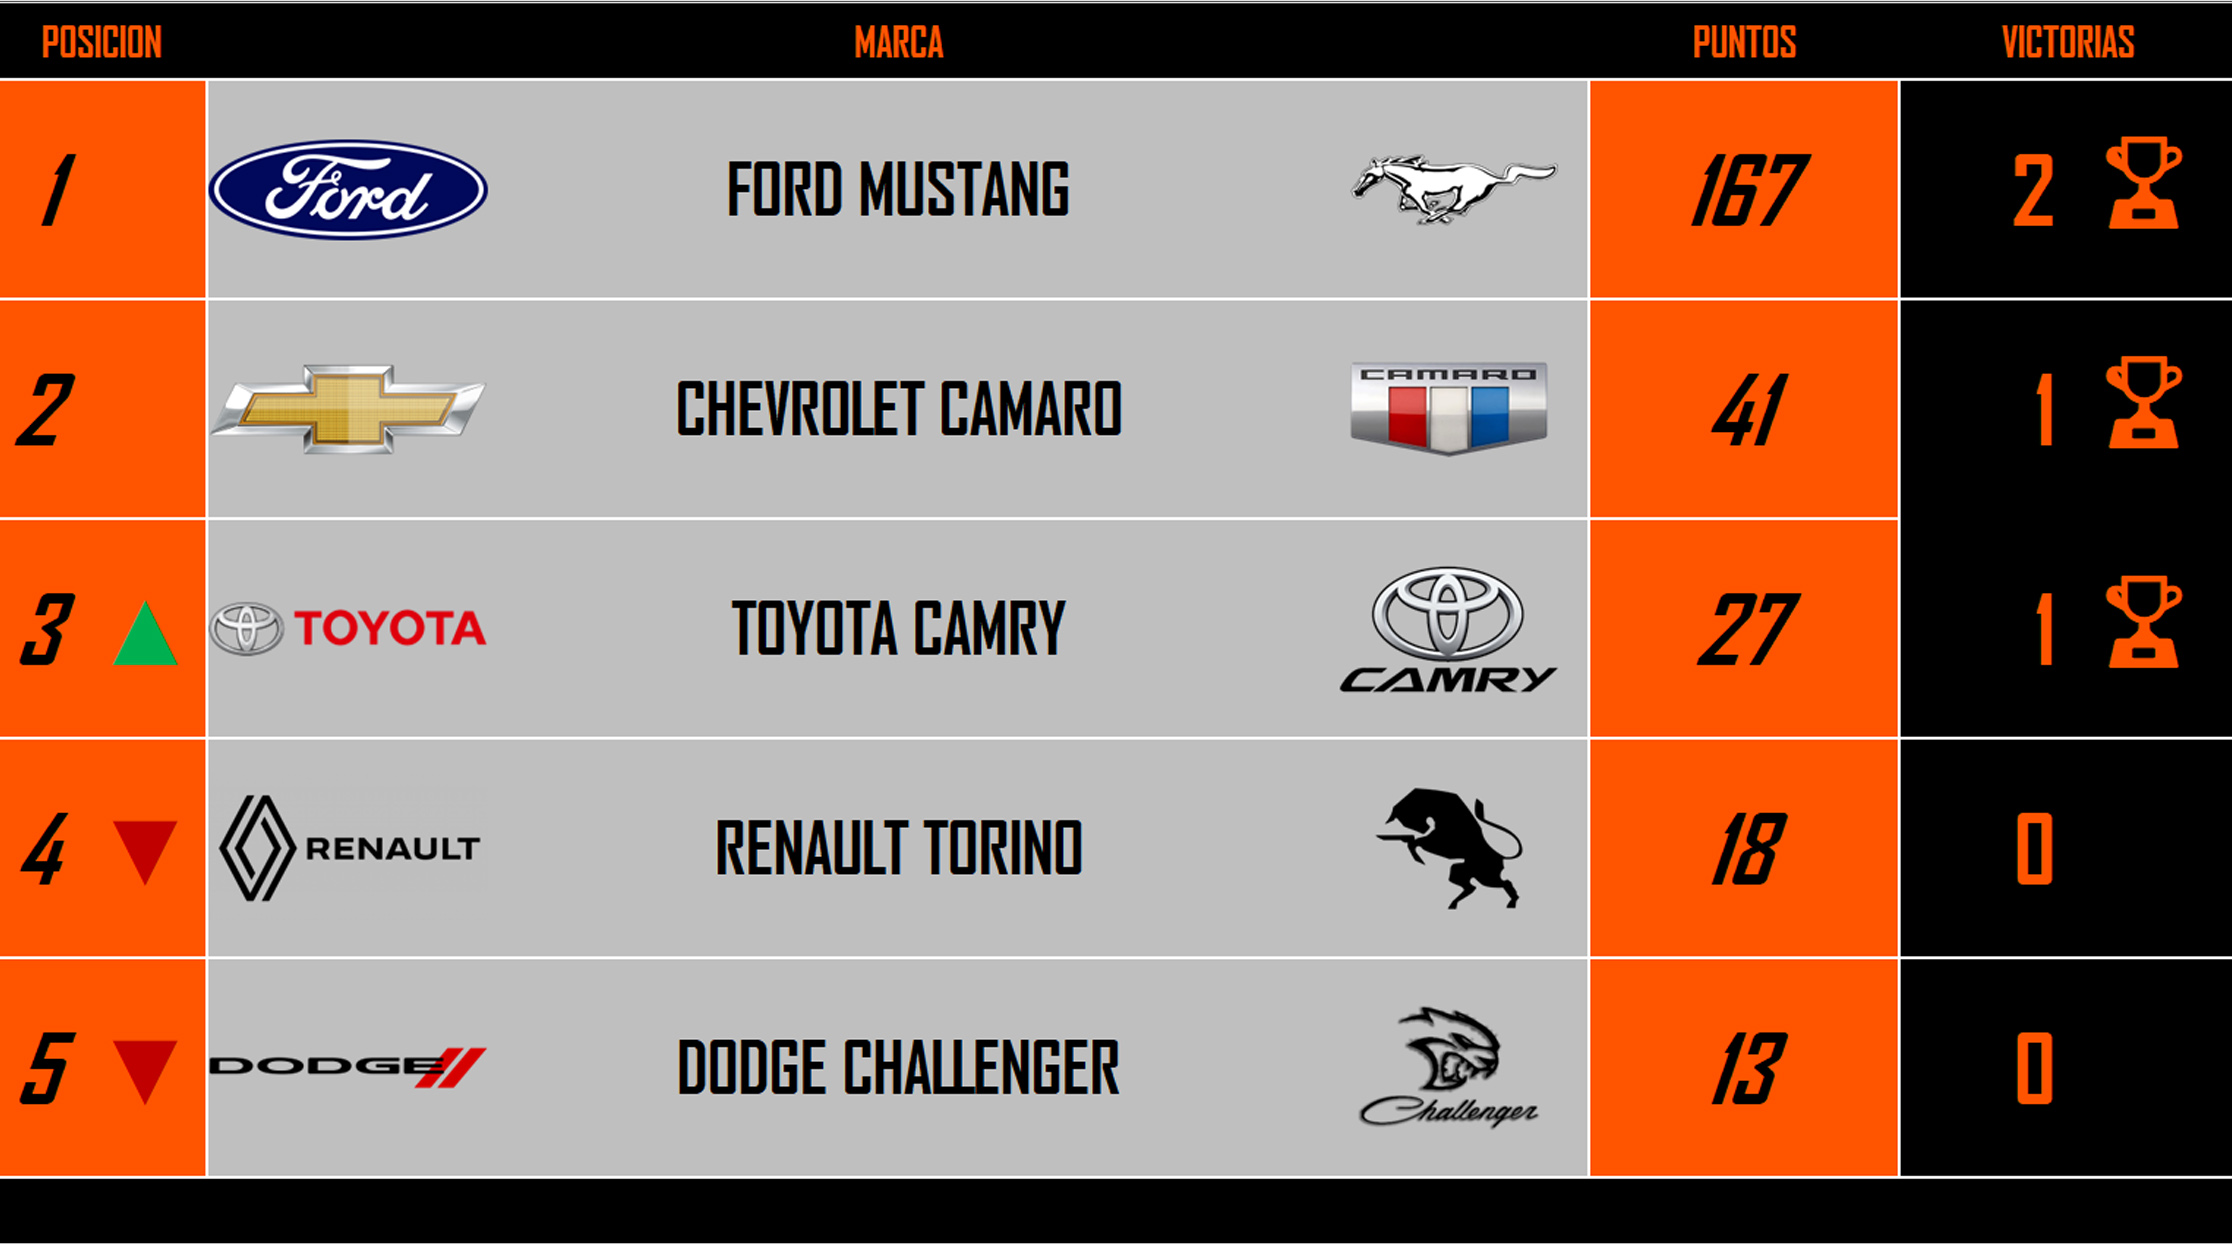 POSICION MARCA PUNTOS VICTORIAS
1 Ford FORD MUSTANG 167 2
2 CHEVROLET CAMARO CAMARO 41 1
3 TOYOTA TOYOTA CAMRY CAMRY 27 1
4 RENAULT RENAULT TORINO 18 0
5 DODGE DODGE CHALLENGER Challenger 13 0